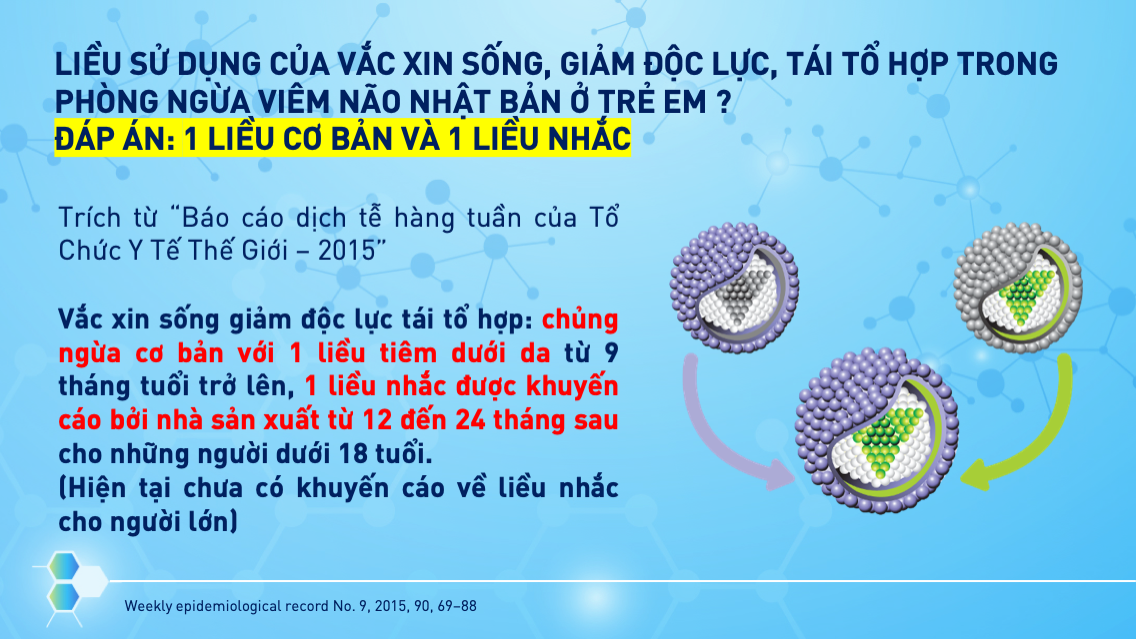 LIỀU SỬ DỤNG CỦA VẮC XIN SỐNG, GIẢM ĐỘC LỰC, TÁI TỔ HỢP TRONG
PHÒNG NGỪA VIÊM NÃO NHẬT BẢN Ở TRẺ EM ?
ĐÁP ÁN: 1 LIỀU CƠ BẢN VÀ 1 LIỀU NHẮC
Trích từ “Báo cáo dịch tễ hàng tuần của Tổ
Chức Y Tế Thế Giới – 2015”
Vắc xin sống giảm độc lực tái tổ hợp: chủng
ngừa cơ bản với 1 liều tiêm dưới da từ 9
tháng tuổi trở lên, 1 liều nhắc được khuyến
cáo bởi nhà sản xuất từ 12 đến 24 tháng sau
cho những người dưới 18 tuổi.
(Hiện tại chưa có khuyến cáo về liều nhắc
cho người lớn)
Weekly epidemiological record No. 9, 2015, 90, 69–88